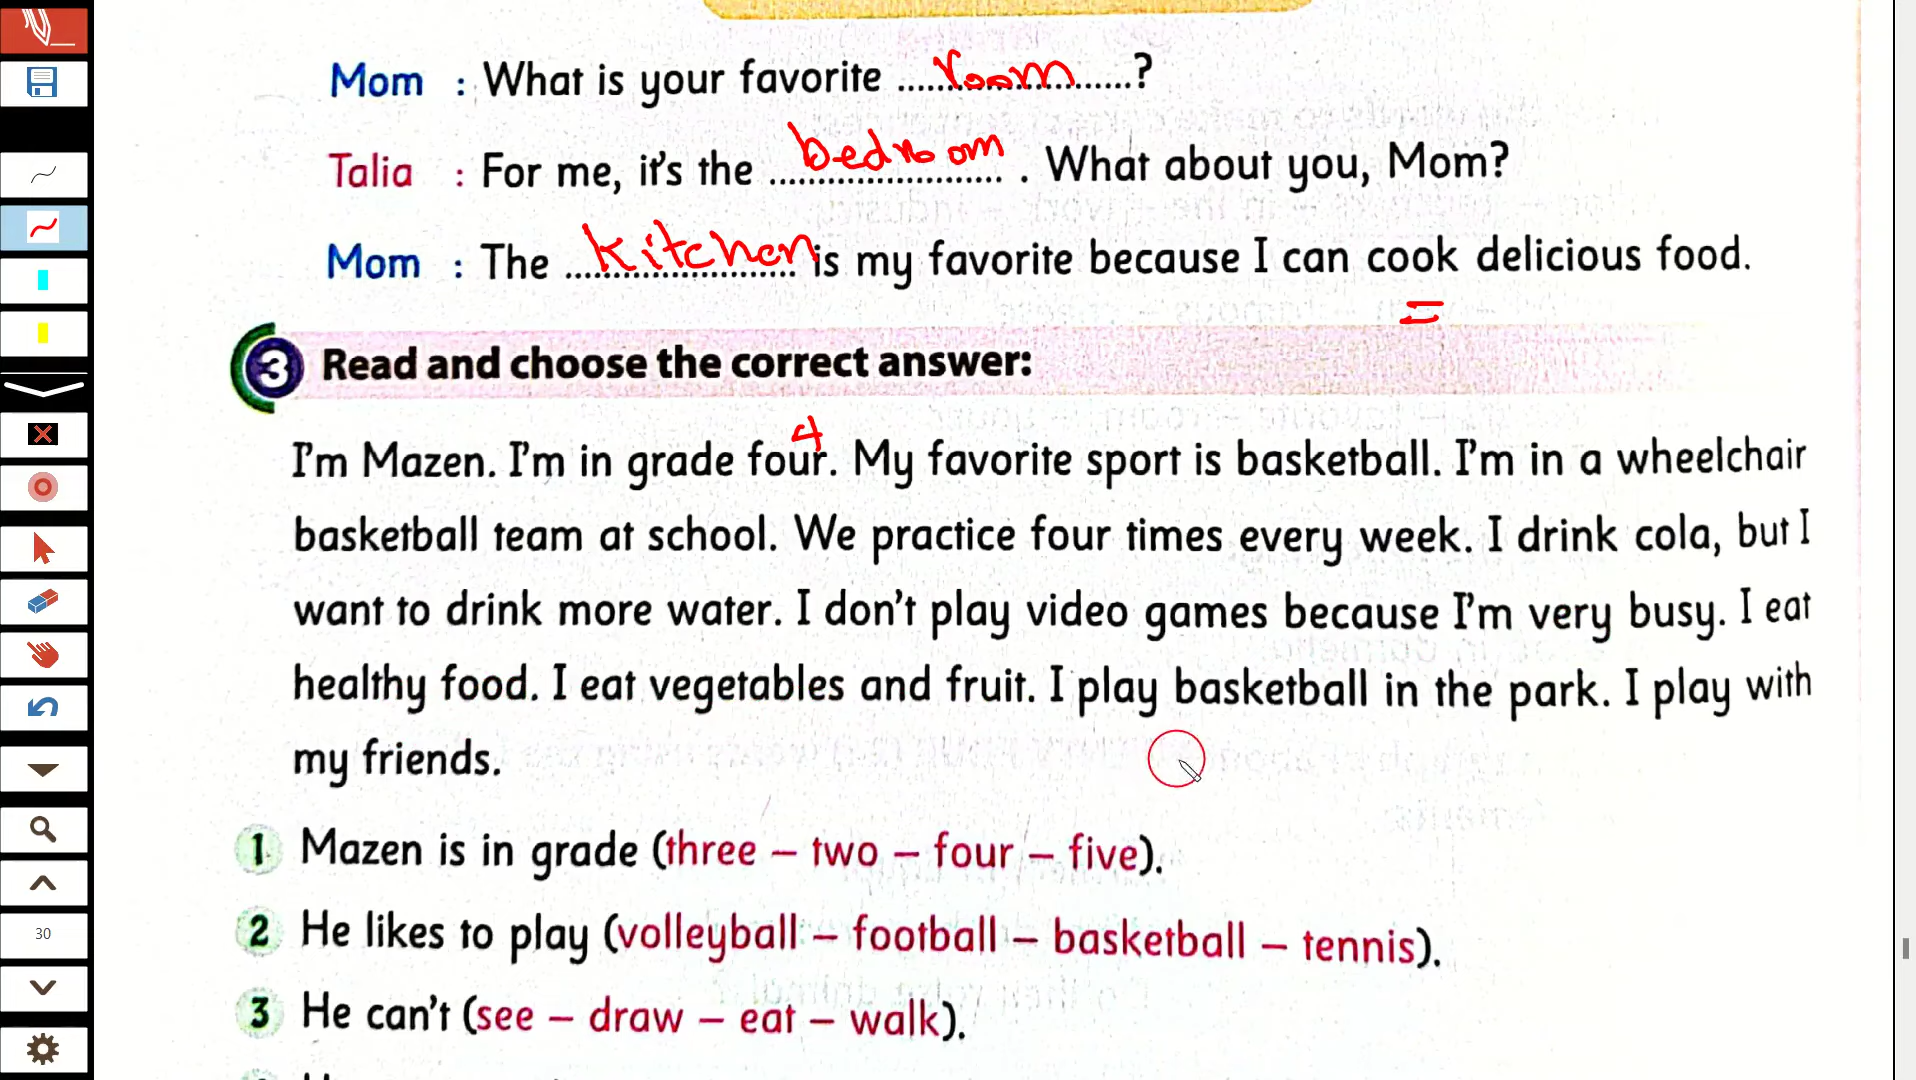 Mom : What is your favorite ....room....?
Talia : For me, it's the ....bedroom.... . What about you, Mom?
Mom : The ....kitchen.... is my favorite because I can cook delicious food.
3 Read and choose the correct answer:
4
I'm Mazen. I'm in grade four. My favorite sport is basketball. I'm in a wheelchair
basketball team at school. We practice four times every week. I drink cola, but I
want to drink more water. I don't play video games because I'm very busy. I eat
healthy food. I eat vegetables and fruit. I play basketball in the park. I play with
my friends.
1 Mazen is in grade (three – two – four – five).
2 He likes to play (volleyball – football – basketball – tennis).
30
3 He can't (see – draw – eat – walk).